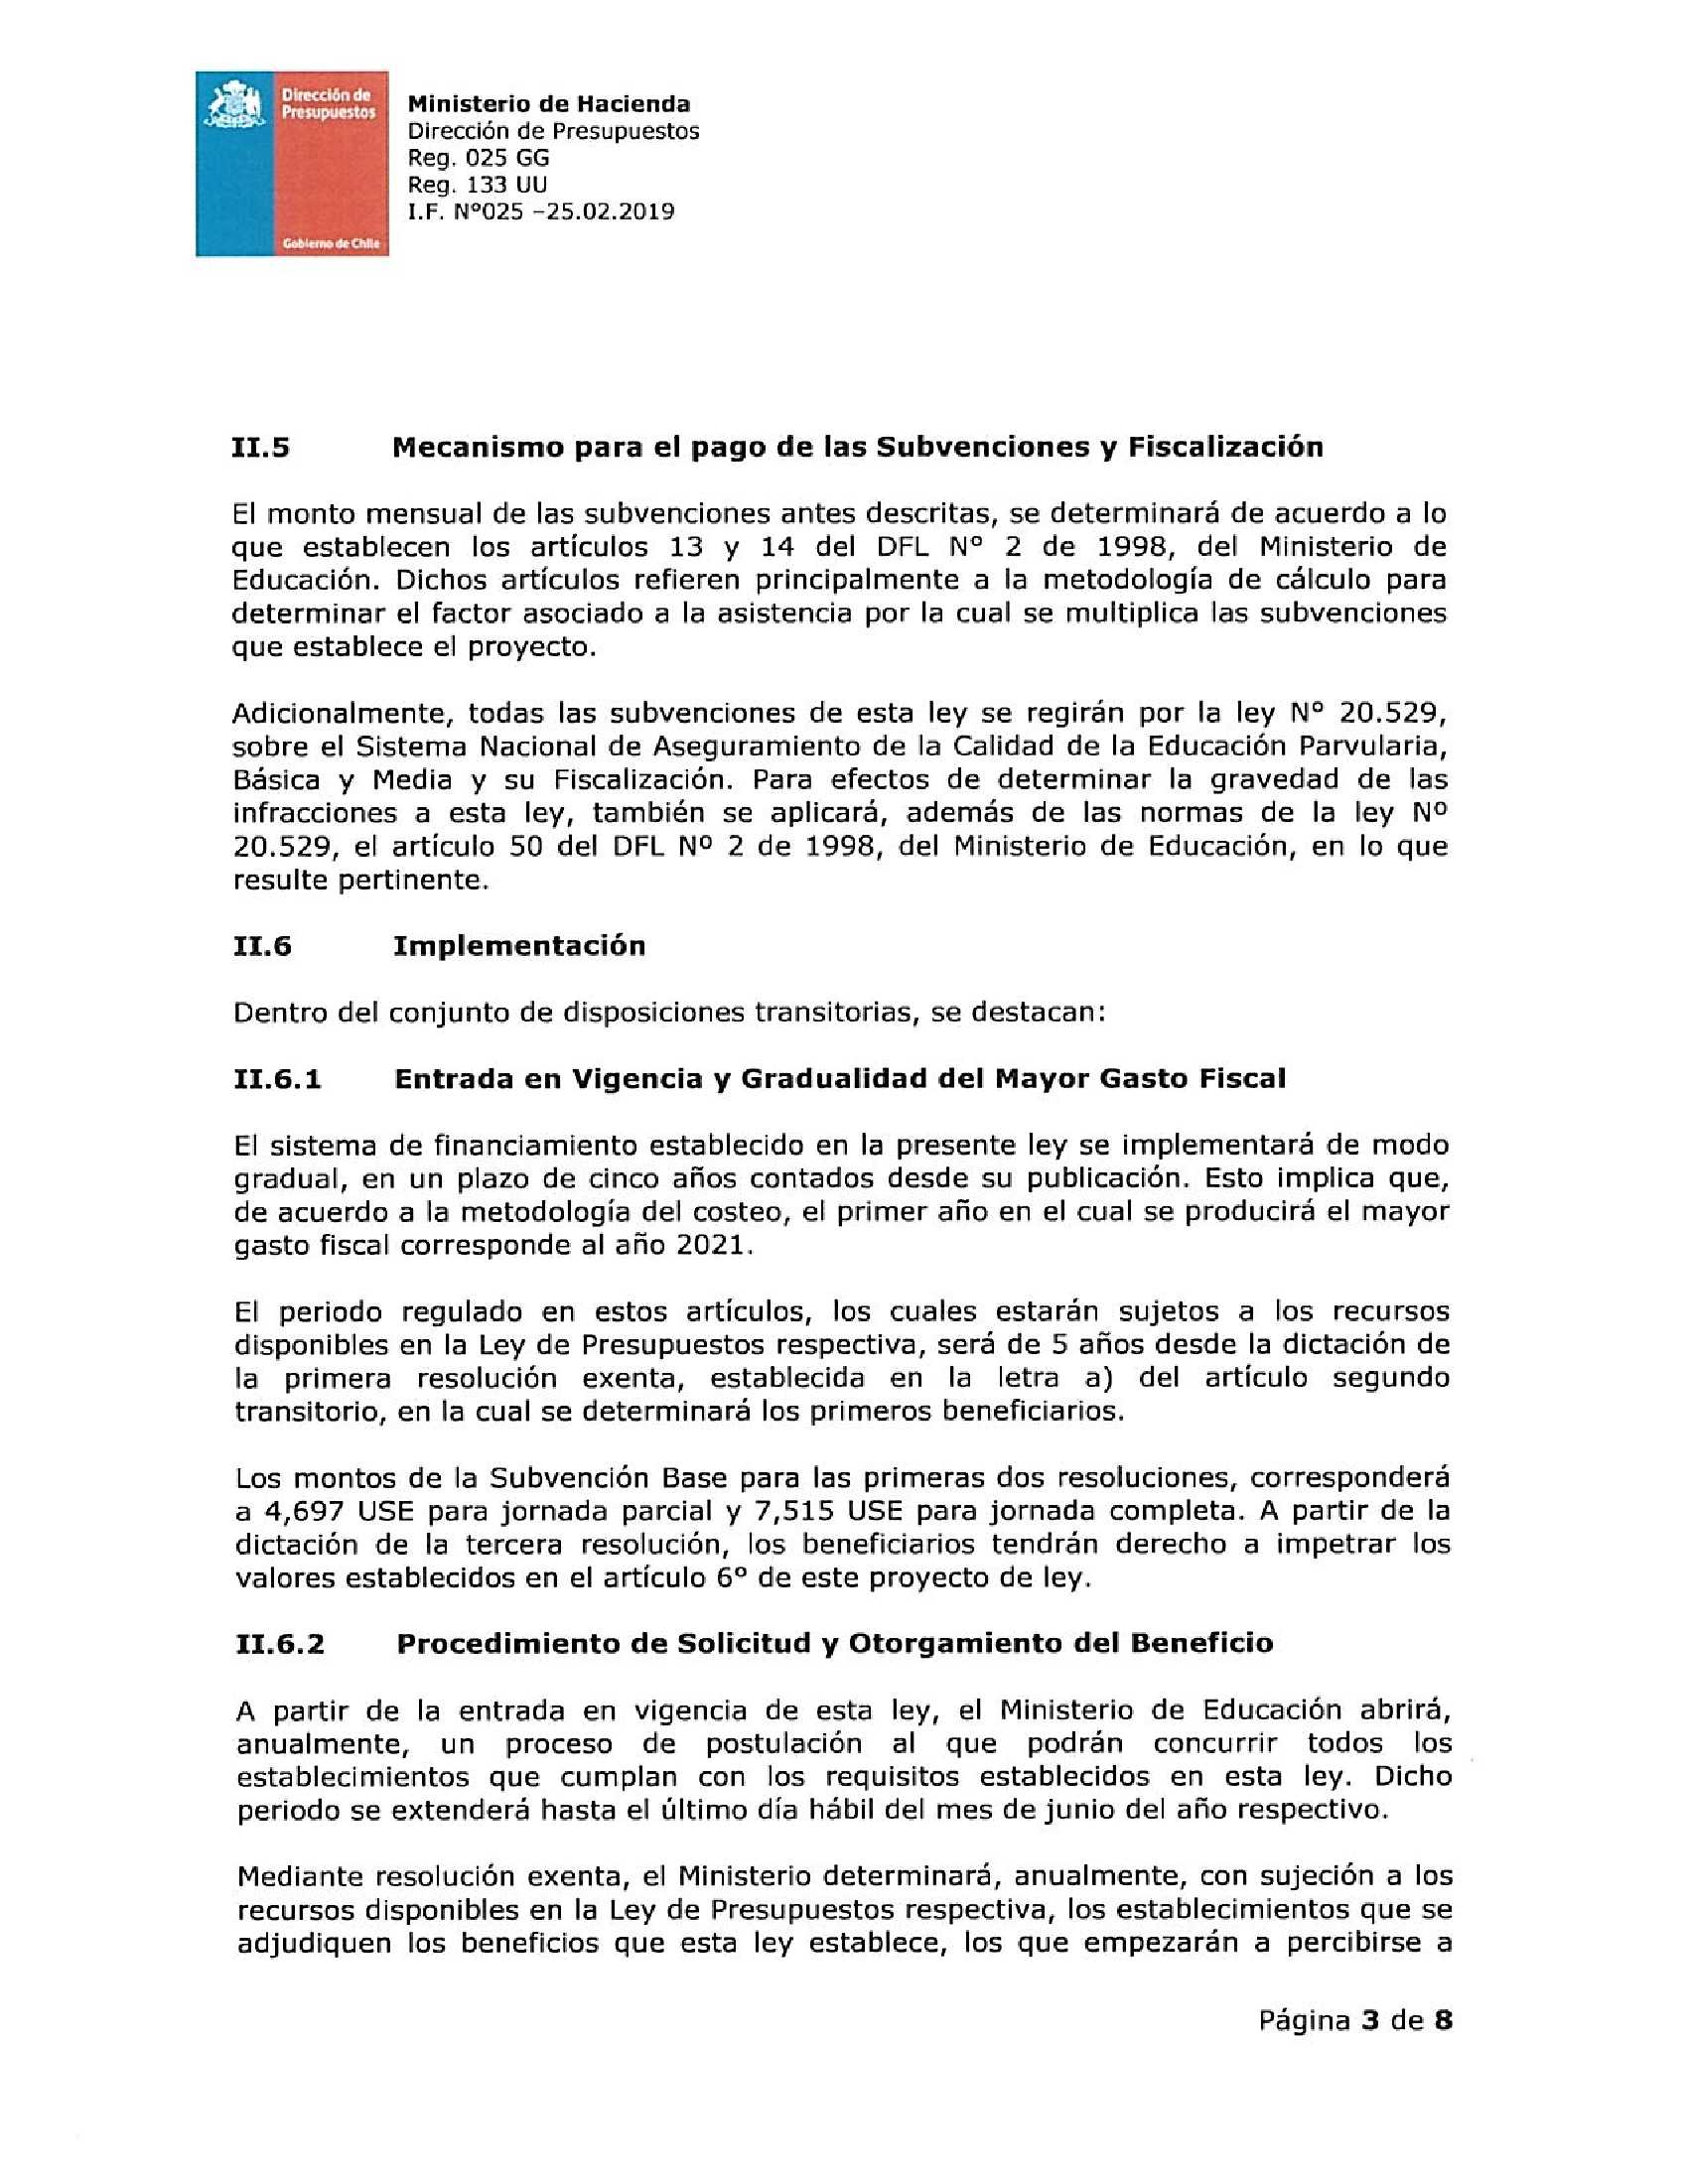 Dirección de
Presupuestos
Gobierno de Chile
Ministerio de Hacienda
Dirección de Presupuestos
Reg. 025 GG
Reg. 133 UU
I.F. Nº025 –25.02.2019
II.5 Mecanismo para el pago de las Subvenciones y Fiscalización
El monto mensual de las subvenciones antes descritas, se determinará de acuerdo a lo
que establecen los artículos 13 y 14 del DFL Nº 2 de 1998, del Ministerio de
Educación. Dichos artículos refieren principalmente a la metodología de cálculo para
determinar el factor asociado a la asistencia por la cual se multiplica las subvenciones
que establece el proyecto.
Adicionalmente, todas las subvenciones de esta ley se regirán por la ley Nº 20.529,
sobre el Sistema Nacional de Aseguramiento de la Calidad de la Educación Parvularia,
Básica y Media y su Fiscalización. Para efectos de determinar la gravedad de las
infracciones a esta ley, también se aplicará, además de las normas de la ley Nº
20.529, el artículo 50 del DFL Nº 2 de 1998, del Ministerio de Educación, en lo que
resulte pertinente.
II.6 Implementación
Dentro del conjunto de disposiciones transitorias, se destacan:
II.6.1 Entrada en Vigencia y Gradualidad del Mayor Gasto Fiscal
El sistema de financiamiento establecido en la presente ley se implementará de modo
gradual, en un plazo de cinco años contados desde su publicación. Esto implica que,
de acuerdo a la metodología del costeo, el primer año en el cual se producirá el mayor
gasto fiscal corresponde al año 2021.
El periodo regulado en estos artículos, los cuales estarán sujetos a los recursos
disponibles en la Ley de Presupuestos respectiva, será de 5 años desde la dictación de
la primera resolución exenta, establecida en la letra a) del artículo segundo
transitorio, en la cual se determinará los primeros beneficiarios.
Los montos de la Subvención Base para las primeras dos resoluciones, corresponderá
a 4,697 USE para jornada parcial y 7,515 USE para jornada completa. A partir de la
dictación de la tercera resolución, los beneficiarios tendrán derecho a impetrar los
valores establecidos en el artículo 6º de este proyecto de ley.
II.6.2 Procedimiento de Solicitud y Otorgamiento del Beneficio
A partir de la entrada en vigencia de esta ley, el Ministerio de Educación abrirá,
anualmente, un proceso de postulación al que podrán concurrir todos los
establecimientos que cumplan con los requisitos establecidos en esta ley. Dicho
periodo se extenderá hasta el último día hábil del mes de junio del año respectivo.
Mediante resolución exenta, el Ministerio determinará, anualmente, con sujeción a los
recursos disponibles en la Ley de Presupuestos respectiva, los establecimientos que se
adjudiquen los beneficios que esta ley establece, los que empezarán a percibirse a
Página 3 de 8